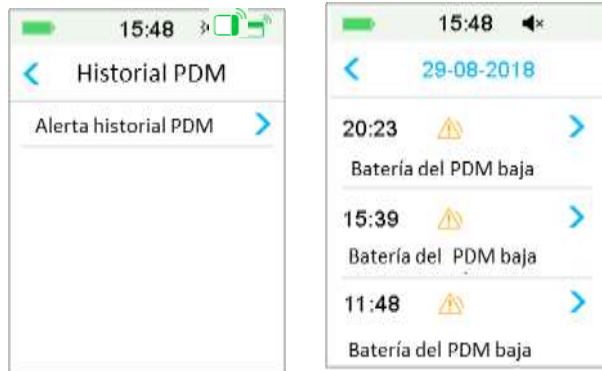 15:48
Historial PDM
Alerta historial PDM
15:48
29-08-2018
20:23
Batería del PDM baja
15:39
Batería del PDM baja
11:48
Batería del PDM baja